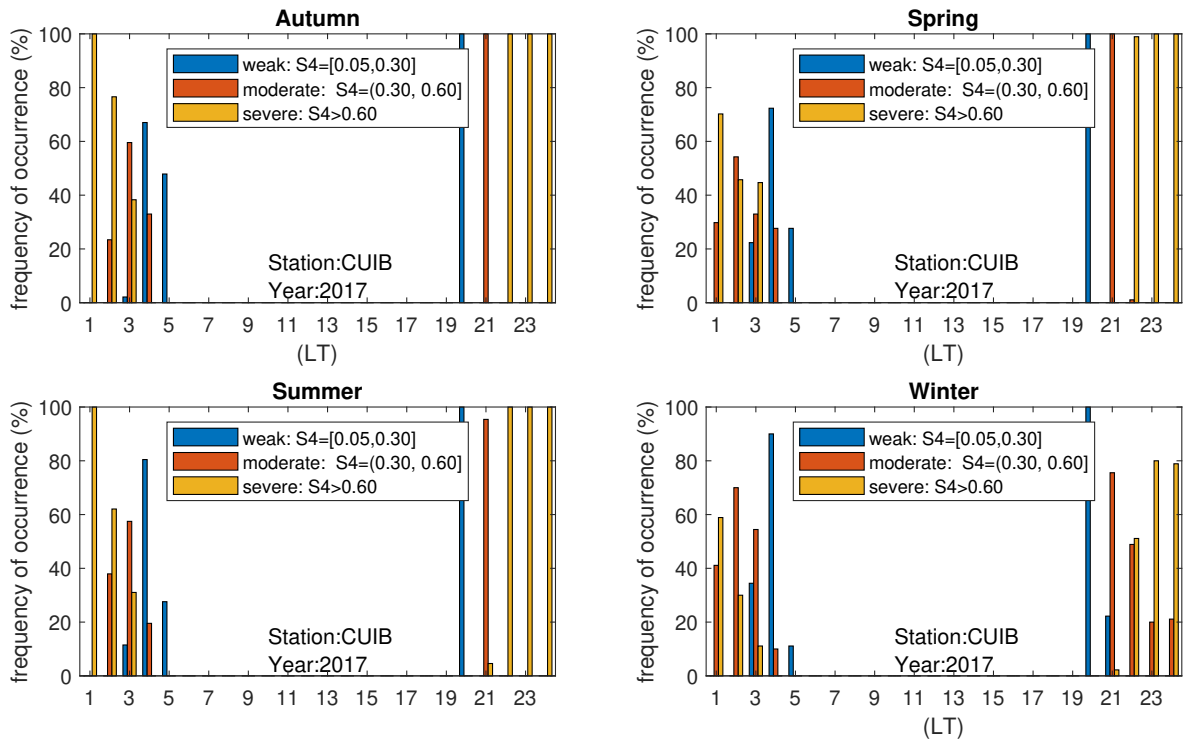 Autumn
frequency of occurrence (%)
100
80
60
40
20
0
weak: S4=[0.05,0.30]
moderate:  S4=(0.30, 0.60]
severe: S4>0.60
Station:CUIB
Year:2017
1 3 5 7 9 11 13 15 17 19 21 23
(LT)
Spring
frequency of occurrence (%)
100
80
60
40
20
0
weak: S4=[0.05,0.30]
moderate:  S4=(0.30, 0.60]
severe: S4>0.60
Station:CUIB
Year:2017
1 3 5 7 9 11 13 15 17 19 21 23
(LT)
Summer
frequency of occurrence (%)
100
80
60
40
20
0
weak: S4=[0.05,0.30]
moderate:  S4=(0.30, 0.60]
severe: S4>0.60
Station:CUIB
Year:2017
1 3 5 7 9 11 13 15 17 19 21 23
Winter
frequency of occurrence (%)
100
80
60
40
20
0
weak: S4=[0.05,0.30]
moderate:  S4=(0.30, 0.60]
severe: S4>0.60
Station:CUIB
Year:2017
1 3 5 7 9 11 13 15 17 19 21 23
(LT)